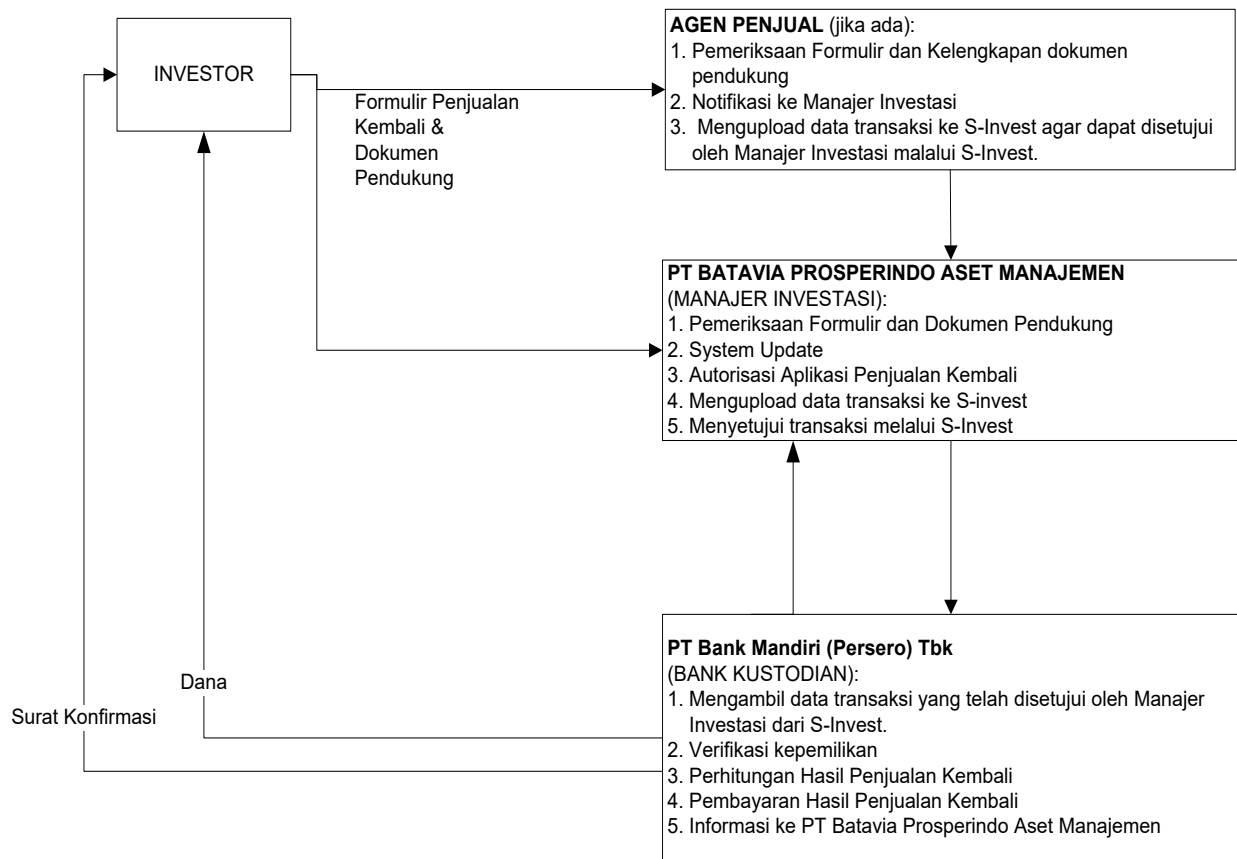 INVESTOR
Formulir Penjualan
Kembali &
Dokumen
Pendukung
AGEN PENJUAL (jika ada):
1. Pemeriksaan Formulir dan Kelengkapan dokumen
pendukung
2. Notifikasi ke Manajer Investasi
3. Mengupload data transaksi ke S-Invest agar dapat disetujui
oleh Manajer Investasi malalui S-Invest.
PT BATAVIA PROSPERINDO ASET MANAJEMEN
(MANAJER INVESTASI):
1. Pemeriksaan Formulir dan Dokumen Pendukung
2. System Update
3. Autorisasi Aplikasi Penjualan Kembali
4. Mengupload data transaksi ke S-invest
5. Menyetujui transaksi melalui S-Invest
PT Bank Mandiri (Persero) Tbk
(BANK KUSTODIAN):
1. Mengambil data transaksi yang telah disetujui oleh Manajer
Investasi dari S-Invest.
2. Verifikasi kepemilikan
3. Perhitungan Hasil Penjualan Kembali
4. Pembayaran Hasil Penjualan Kembali
5. Informasi ke PT Batavia Prosperindo Aset Manajemen
Dana
Surat Konfirmasi